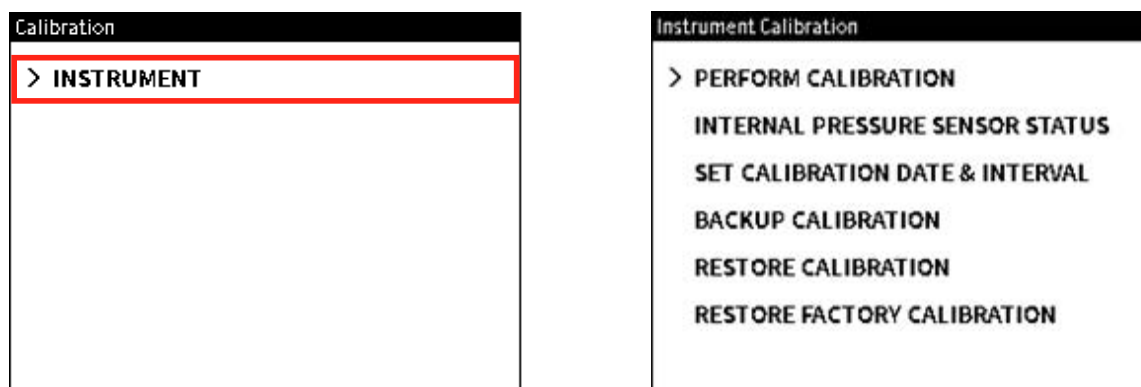 Calibration
> INSTRUMENT
Instrument Calibration
> PERFORM CALIBRATION
INTERNAL PRESSURE SENSOR STATUS
SET CALIBRATION DATE & INTERVAL
BACKUP CALIBRATION
RESTORE CALIBRATION
RESTORE FACTORY CALIBRATION